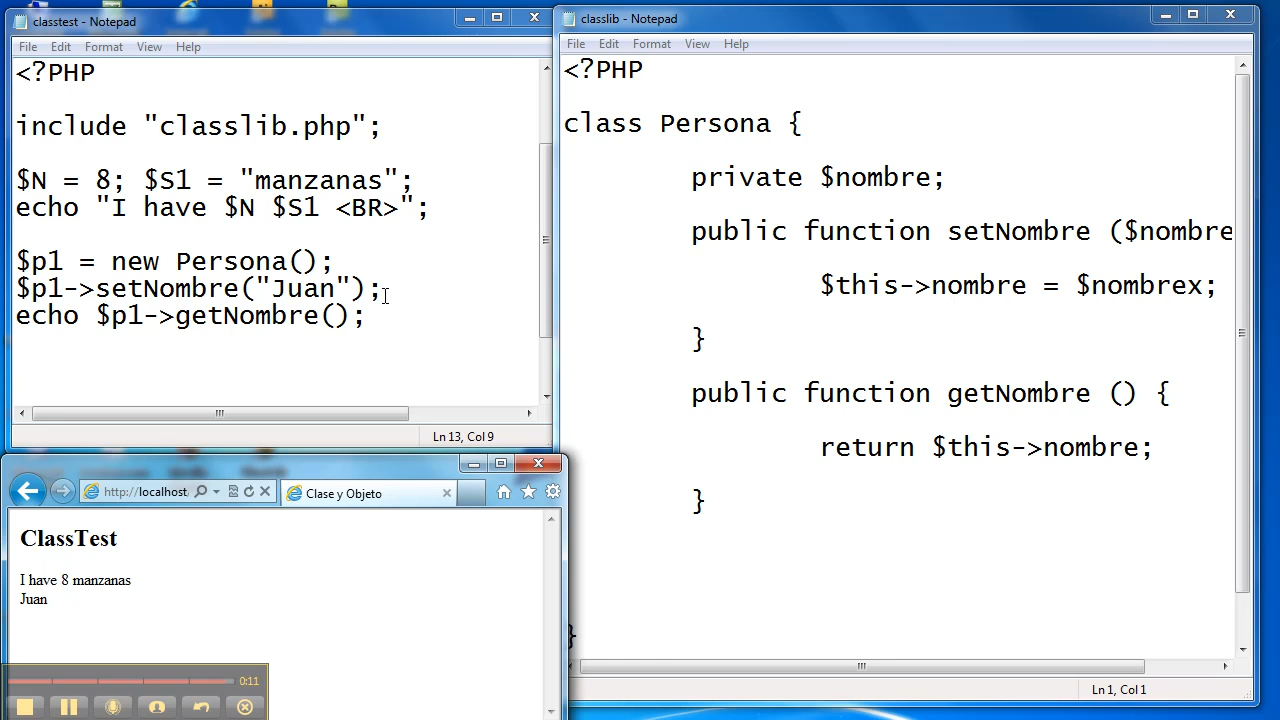 classtest - Notepad
File Edit Format View Help
<?PHP
include "classlib.php";
$N = 8; $S1 = "manzanas";
echo "I have $N $S1 <BR>";
$p1 = new Persona();
$p1->setNombre("Juan");
echo $p1->getNombre();
Ln 13, Col 9
classlib - Notepad
File Edit Format View Help
<?PHP
class Persona {
private $nombre;
public function setNombre ($nombre
$this->nombre = $nombrex;
}
public function getNombre () {
return $this->nombre;
}
}
Ln 1, Col 1
http://localhost
Clase y Objeto
ClassTest
I have 8 manzanas
Juan
0:11